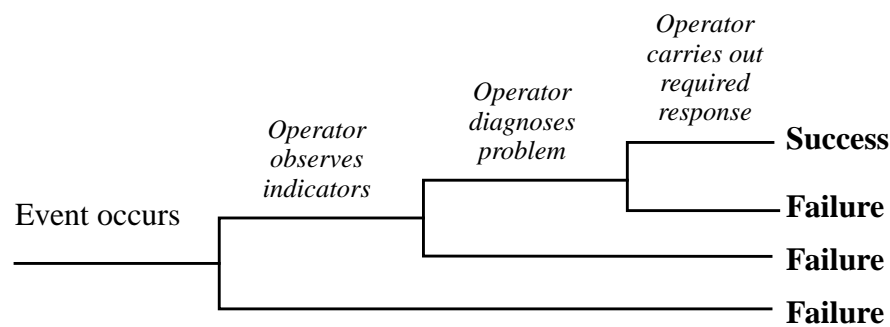 Event occurs
Operator
observes
indicators
Operator
diagnoses
problem
Operator
carries out
required
response
Success
Failure
Failure
Failure